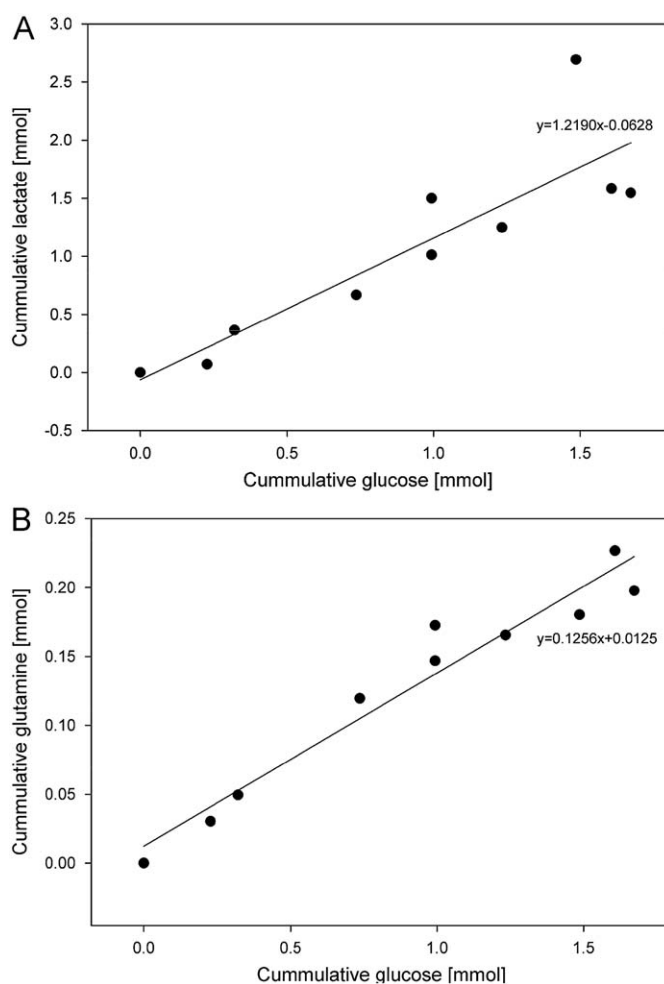 A
3.0
2.5
2.0
1.5
1.0
0.5
0.0
-0.5
Cummulative lactate [mmol]
y=1.2190x-0.0628
0.0 0.5 1.0 1.5
Cummulative glucose [mmol]
B
0.25
0.20
0.15
0.10
0.05
0.00
Cummulative glutamine [mmol]
y=0.1256x+0.0125
0.0 0.5 1.0 1.5
Cummulative glucose [mmol]